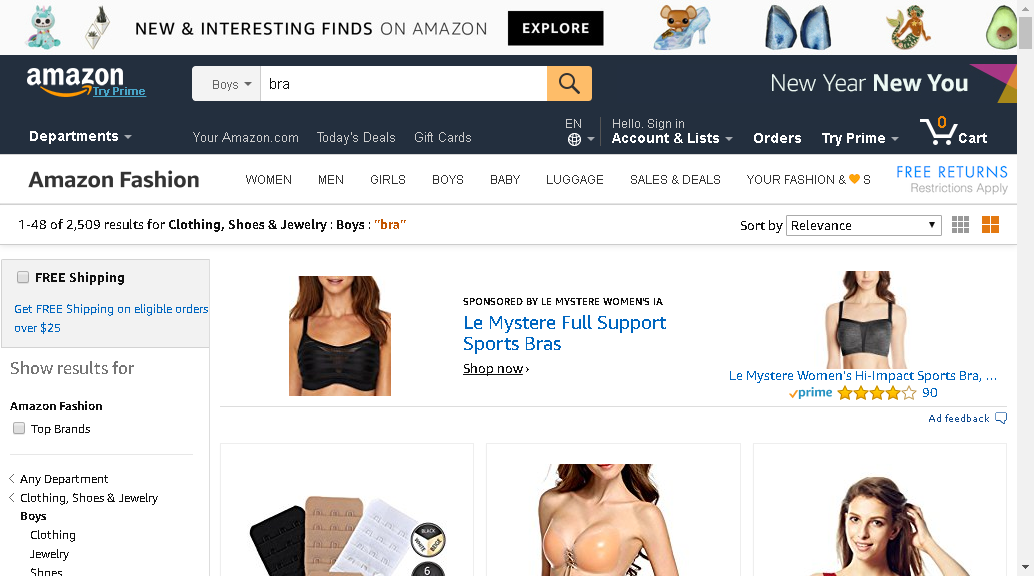 NEW & INTERESTING FINDS ON AMAZON EXPLORE
amazon
Try Prime
Boys
bra
New Year New You
Departments
Your Amazon.com Today's Deals Gift Cards
EN
Hello. Sign in
Account & Lists
Orders
Try Prime
0
Cart
Amazon Fashion
WOMEN MEN GIRLS BOYS BABY LUGGAGE SALES & DEALS YOUR FASHION & S
FREE RETURNS
Restrictions Apply
1-48 of 2,509 results for Clothing, Shoes & Jewelry : Boys : "bra"
Sort by Relevance
FREE Shipping
Get FREE Shipping on eligible orders
over $25
Show results for
Amazon Fashion
Top Brands
Any Department
Clothing, Shoes & Jewelry
Boys
Clothing
Jewelry
Shoes
SPONSORED BY LE MYSTERE WOMEN'S IA
Le Mystere Full Support
Sports Bras
Shop now ›
Le Mystere Women's Hi-Impact Sports Bra, ...
prime 90
Ad feedback
BLACK
WHITE
BEIGE
6